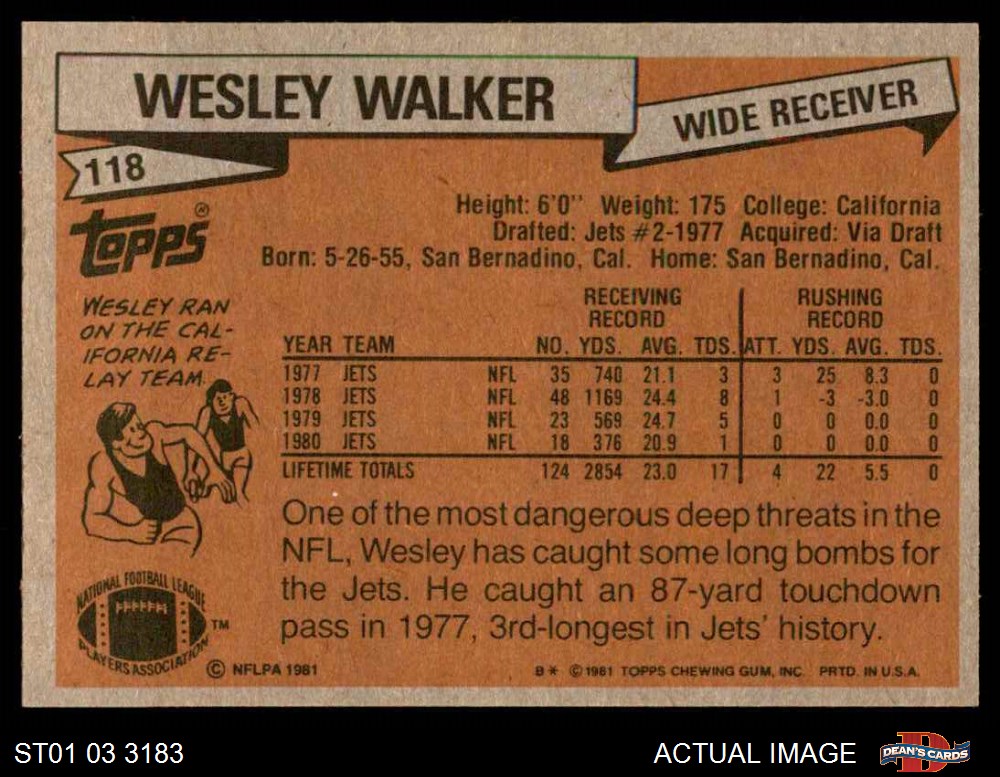 WESLEY WALKER
WIDE RECEIVER
118
Topps®
Height: 6'0'' Weight: 175 College: California
Drafted: Jets #2-1977 Acquired: Via Draft
Born: 5-26-55, San Bernadino, Cal. Home: San Bernadino, Cal.
WESLEY RAN
ON THE CAL-
IFORNIA RE-
LAY TEAM.
RECEIVING RECORD RUSHING RECORD
YEAR TEAM NO. YDS. AVG. TDS. ATT. YDS. AVG. TDS.
1977 JETS NFL 35 740 21.1 3 3 25 8.3 0
1978 JETS NFL 48 1169 24.4 8 1 -3 -3.0 0
1979 JETS NFL 23 569 24.7 5 0 0 0.0 0
1980 JETS NFL 18 376 20.9 1 0 0 0.0 0
LIFETIME TOTALS 124 2854 23.0 17 4 22 5.5 0
One of the most dangerous deep threats in the
NFL, Wesley has caught some long bombs for
the Jets. He caught an 87-yard touchdown
pass in 1977, 3rd-longest in Jets' history.
NATIONAL FOOTBALL LEAGUE
PLAYERS ASSOCIATION
TM
© NFLPA 1981
B* © 1981 TOPPS CHEWING GUM, INC. PRTD. IN U.S.A.
ST01 03 3183
ACTUAL IMAGE
D
DEAN'S CARDS